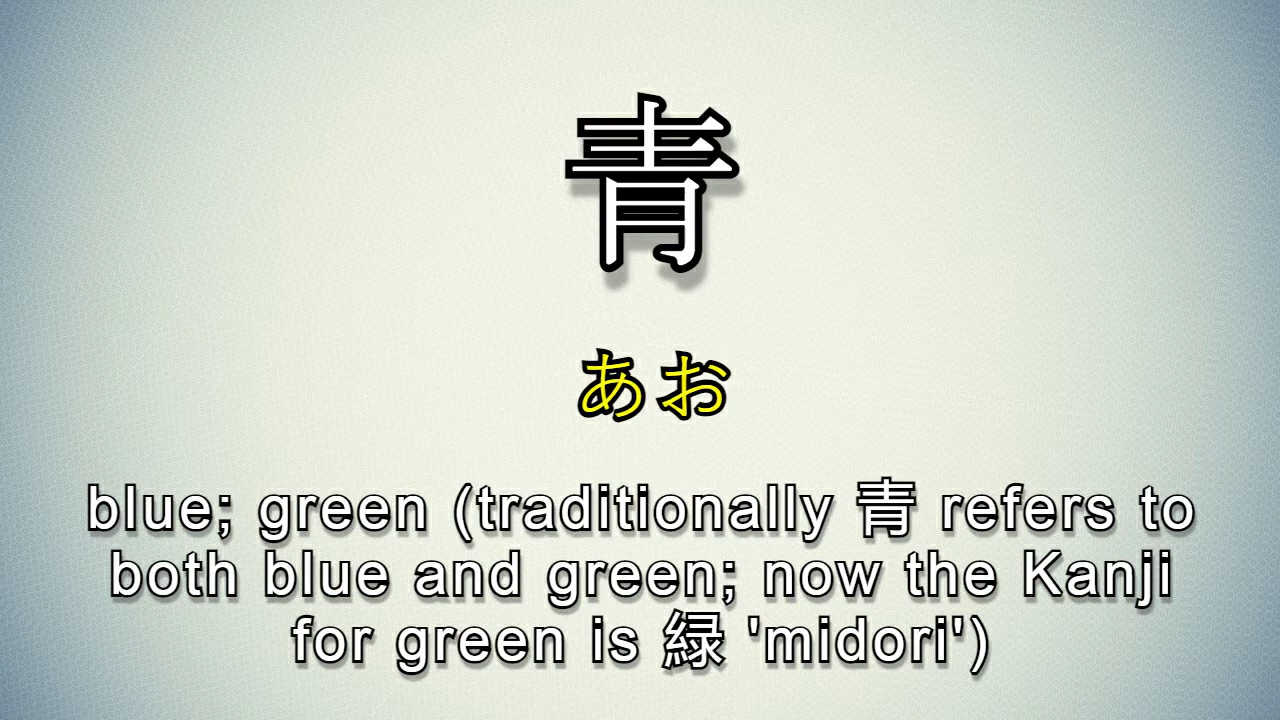 青
あお
blue; green (traditionally 青 refers to
both blue and green; now the Kanji
for green is 緑 'midori')